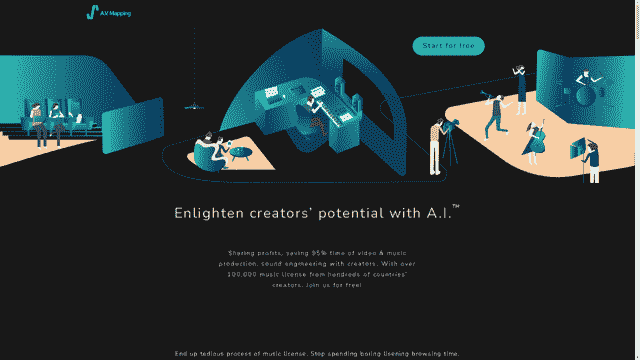 A.V. Mapping
Start for free
Enlighten creators' potential with A.I.™
Sharing profits, saving 95% time of video & music
production, sound engineering with creators. With over
100,000 music license from hundreds of countries'
creators. Join us for free!
End up tedious process of music license. Stop spending boring lisening browsing time.